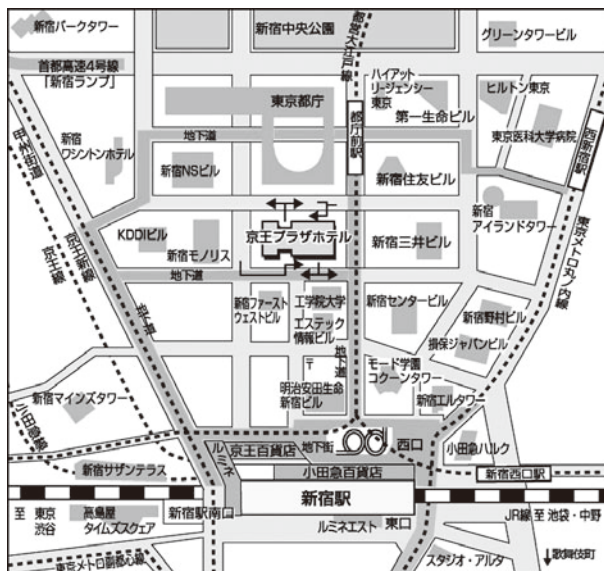 新宿パークタワー
新宿中央公園
都営大江戸線
グリーンタワービル
首都高速4号線
「新宿ランプ」
東京都庁
ハイアット
リージェンシー
東京
ヒルトン東京
第一生命ビル
東京医科大学病院
西新宿駅
甲州街道
新宿
ワシントンホテル
地下道
都庁前駅
新宿NSビル
新宿住友ビル
新宿
アイランドタワー
東京メトロ丸ノ内線
京王新線
京王線
KDDIビル
新宿モノリス
京王プラザホテル
新宿三井ビル
地下道
地下道
新宿ファースト
ウェストビル
工学院大学
エステック
情報ビル
新宿センタービル
新宿野村ビル
損保ジャパンビル
〒
地下道
明治安田生命
新宿ビル
モード学園
コクーンタワー
新宿エルタワー
新宿マインズタワー
小田急線
ルミネ
京王百貨店
地下街
西口
小田急ハルク
新宿サザンテラス
小田急百貨店
新宿西口駅
新宿駅
至 東京
渋谷
高島屋
タイムズスクェア
新宿駅南口
ルミネエスト
東口
JR線 至 池袋・中野
東京メトロ副都心線
スタジオ・アルタ
歌舞伎町